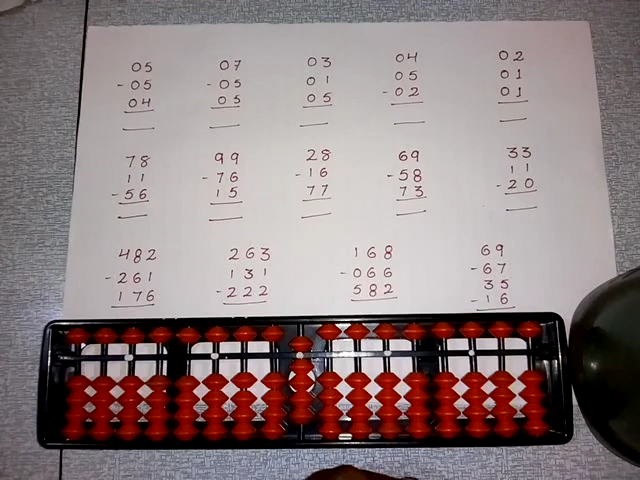 05 07 03 04 02
- 05 - 05 01 05 01
04 05 05 - 02 01
78 99 28 69 33
11 - 76 - 16 - 58 11
- 56 15 77 73 - 20
482 263 168 69
- 261 131 - 066 - 67
176 - 222 582 35
- 16